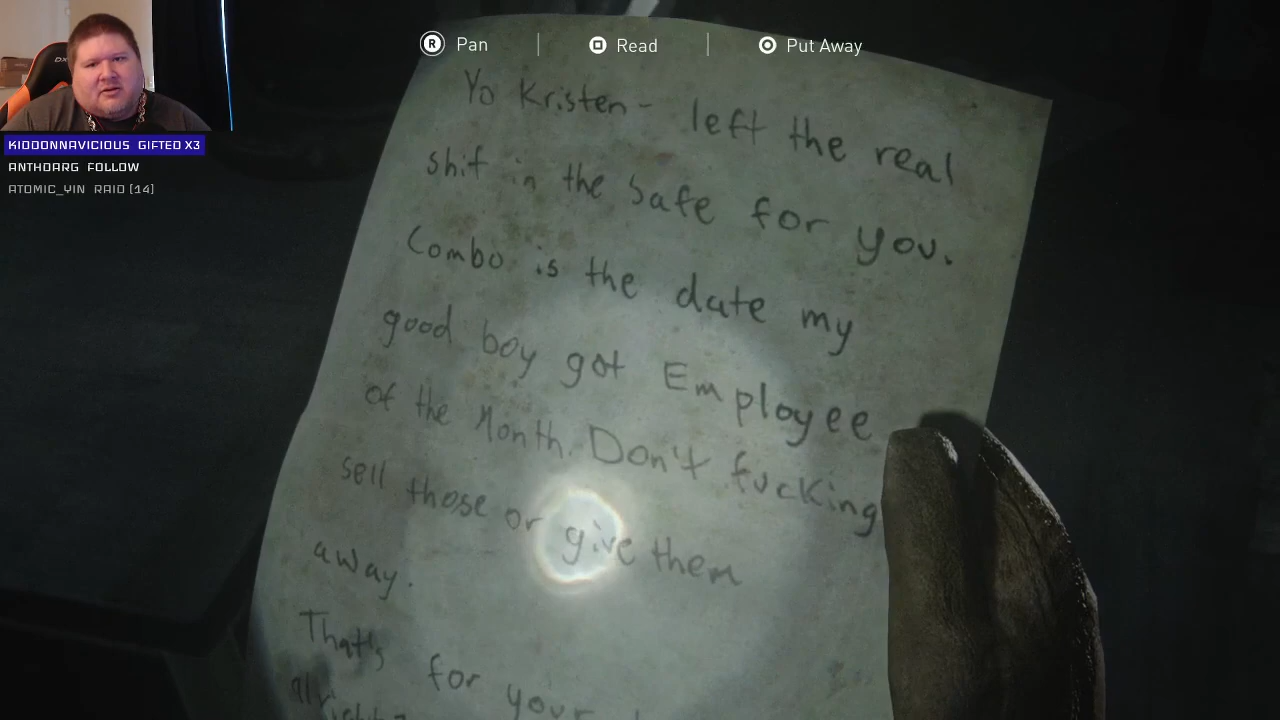 Pan
Read
Put Away
KIDDONNAVICIOUS GIFTED X3
ANTHDARG FOLLOW
ATOMIC_YIN RAID [14]
Yo Kristen - left the real
shit in the safe for you.
Combo is the date my
good boy got Employee
of the Month. Don't fucking
sell those or give them
away.
That's for your
alright?